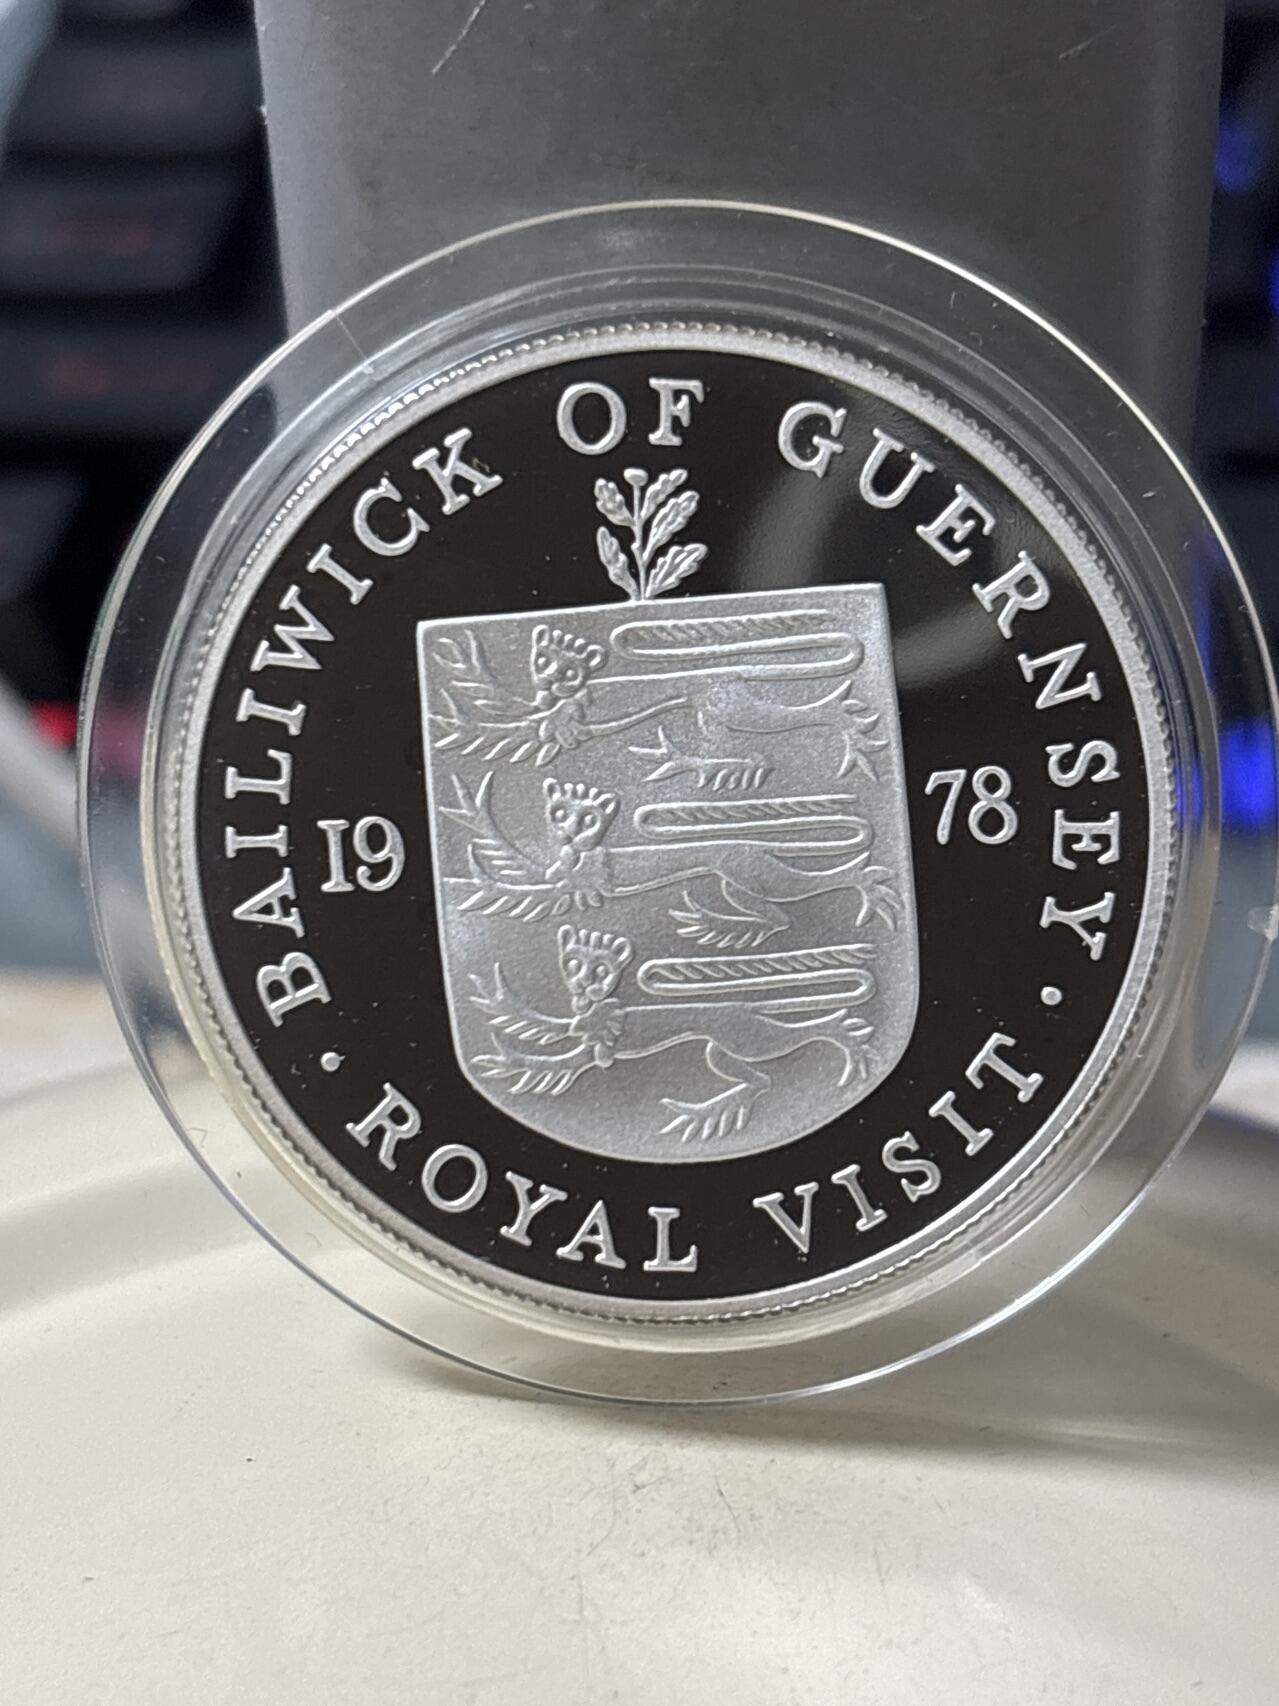 BAILIWICK OF GUERNSEY
19 78
· ROYAL VISIT ·